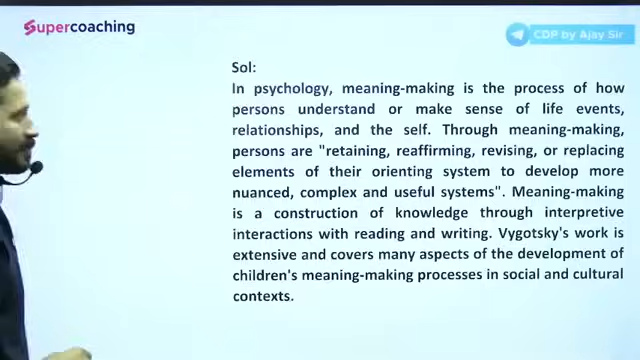 Supercoaching
CDP by Ajay Sir
Sol:
In psychology, meaning-making is the process of how
persons understand or make sense of life events,
relationships, and the self. Through meaning-making,
persons are "retaining, reaffirming, revising, or replacing
elements of their orienting system to develop more
nuanced, complex and useful systems". Meaning-making
is a construction of knowledge through interpretive
interactions with reading and writing. Vygotsky's work is
extensive and covers many aspects of the development of
children's meaning-making processes in social and cultural
contexts.